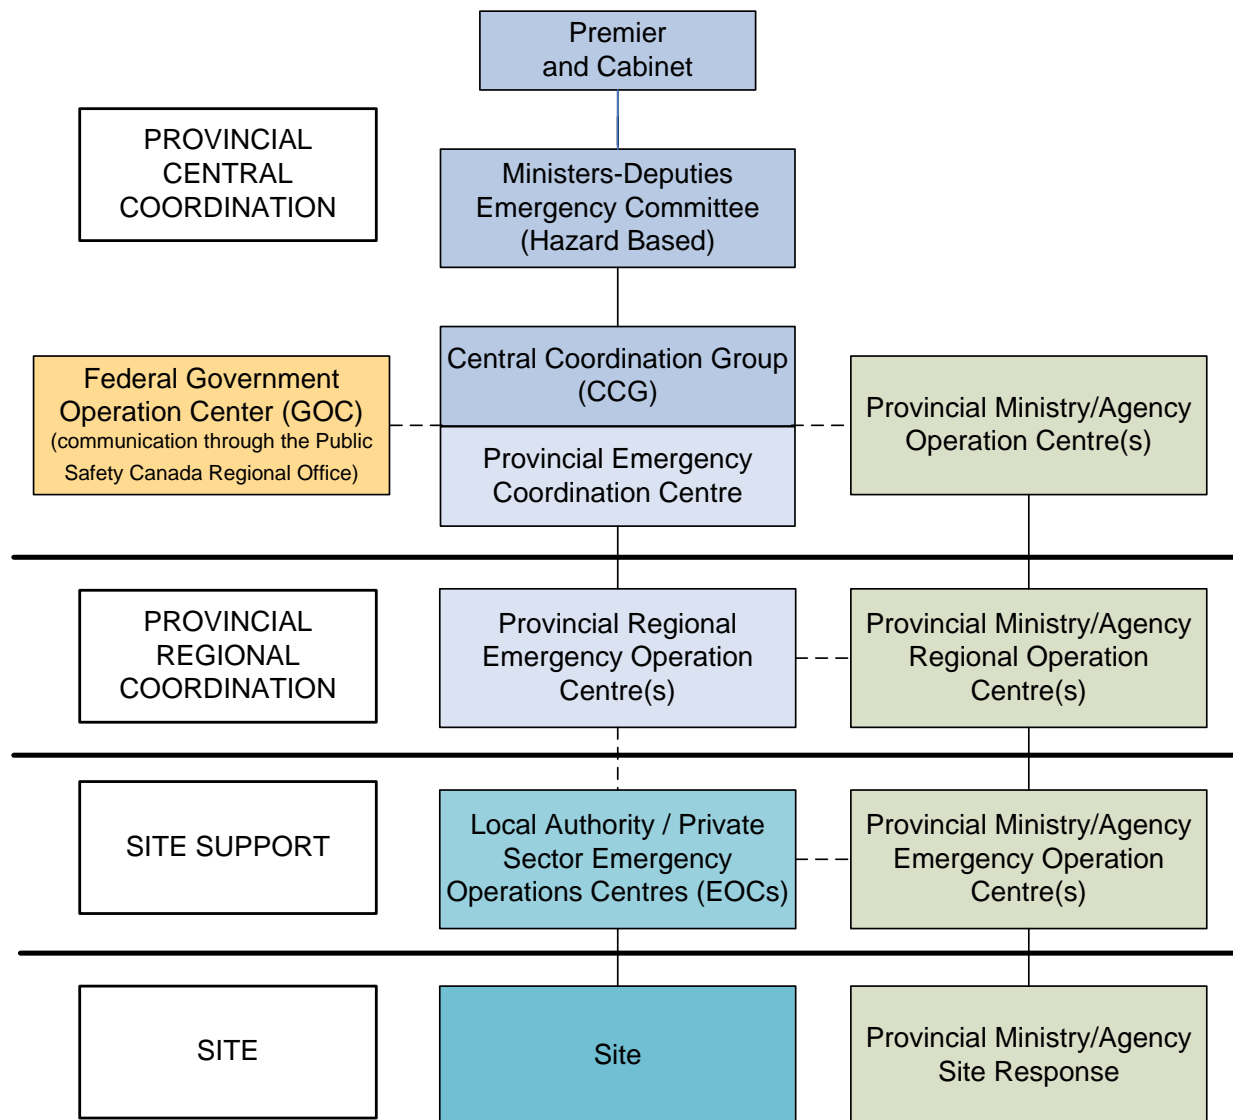 Premier
and Cabinet
PROVINCIAL
CENTRAL
COORDINATION
Ministers-Deputies
Emergency Committee
(Hazard Based)
Federal Government
Operation Center (GOC)
(communication through the Public
Safety Canada Regional Office)
Central Coordination Group
(CCG)
Provincial Emergency
Coordination Centre
Provincial Ministry/Agency
Operation Centre(s)
PROVINCIAL
REGIONAL
COORDINATION
Provincial Regional
Emergency Operation
Centre(s)
Provincial Ministry/Agency
Regional Operation
Centre(s)
SITE SUPPORT
Local Authority / Private
Sector Emergency
Operations Centres (EOCs)
Provincial Ministry/Agency
Emergency Operation
Centre(s)
SITE
Site
Provincial Ministry/Agency
Site Response